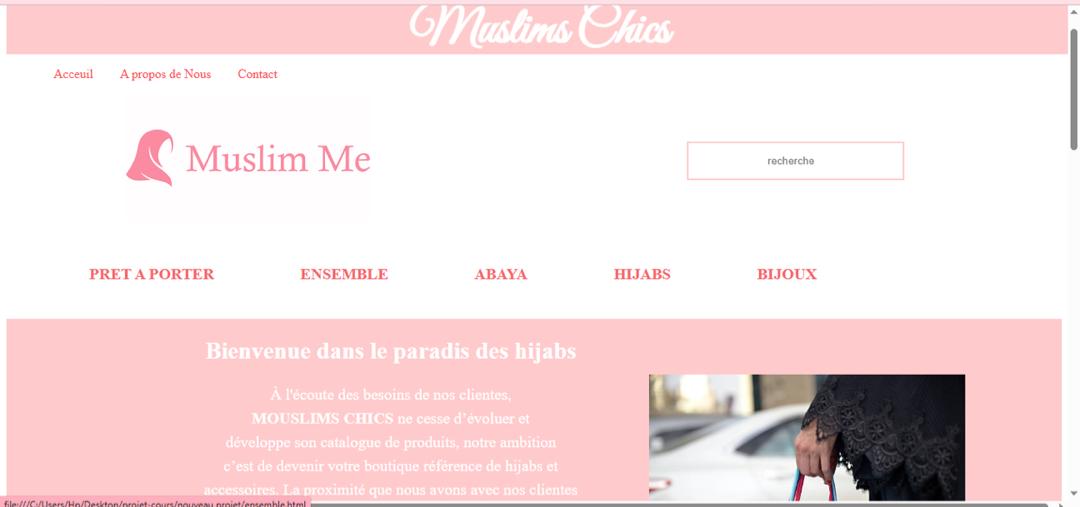 Muslims Chics
Acceuil A propos de Nous Contact
Muslim Me
recherche
PRET A PORTER ENSEMBLE ABAYA HIJABS BIJOUX
Bienvenue dans le paradis des hijabs
À l'écoute des besoins de nos clientes,
MOUSLIMS CHICS ne cesse d’évoluer et
développe son catalogue de produits, notre ambition
c’est de devenir votre boutique référence de hijabs et
accessoires. La proximité que nous avons avec nos clientes
file:///C:/Users/Hp/Desktop/projet-cours/nouveau projet/ensemble.html